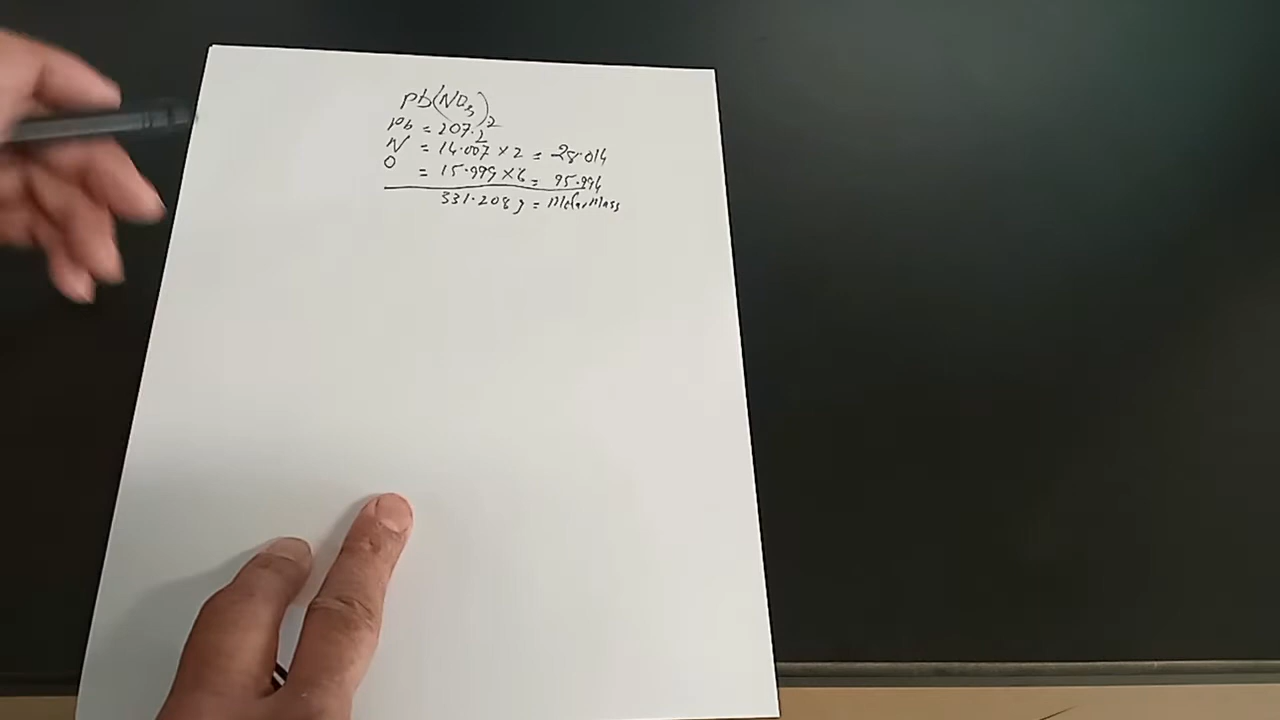 Pb(NO3)2
Pb = 207.2
N = 14.007 × 2 = 28.014
O = 15.999 × 6 = 95.994
331.208 g = Molar Mass